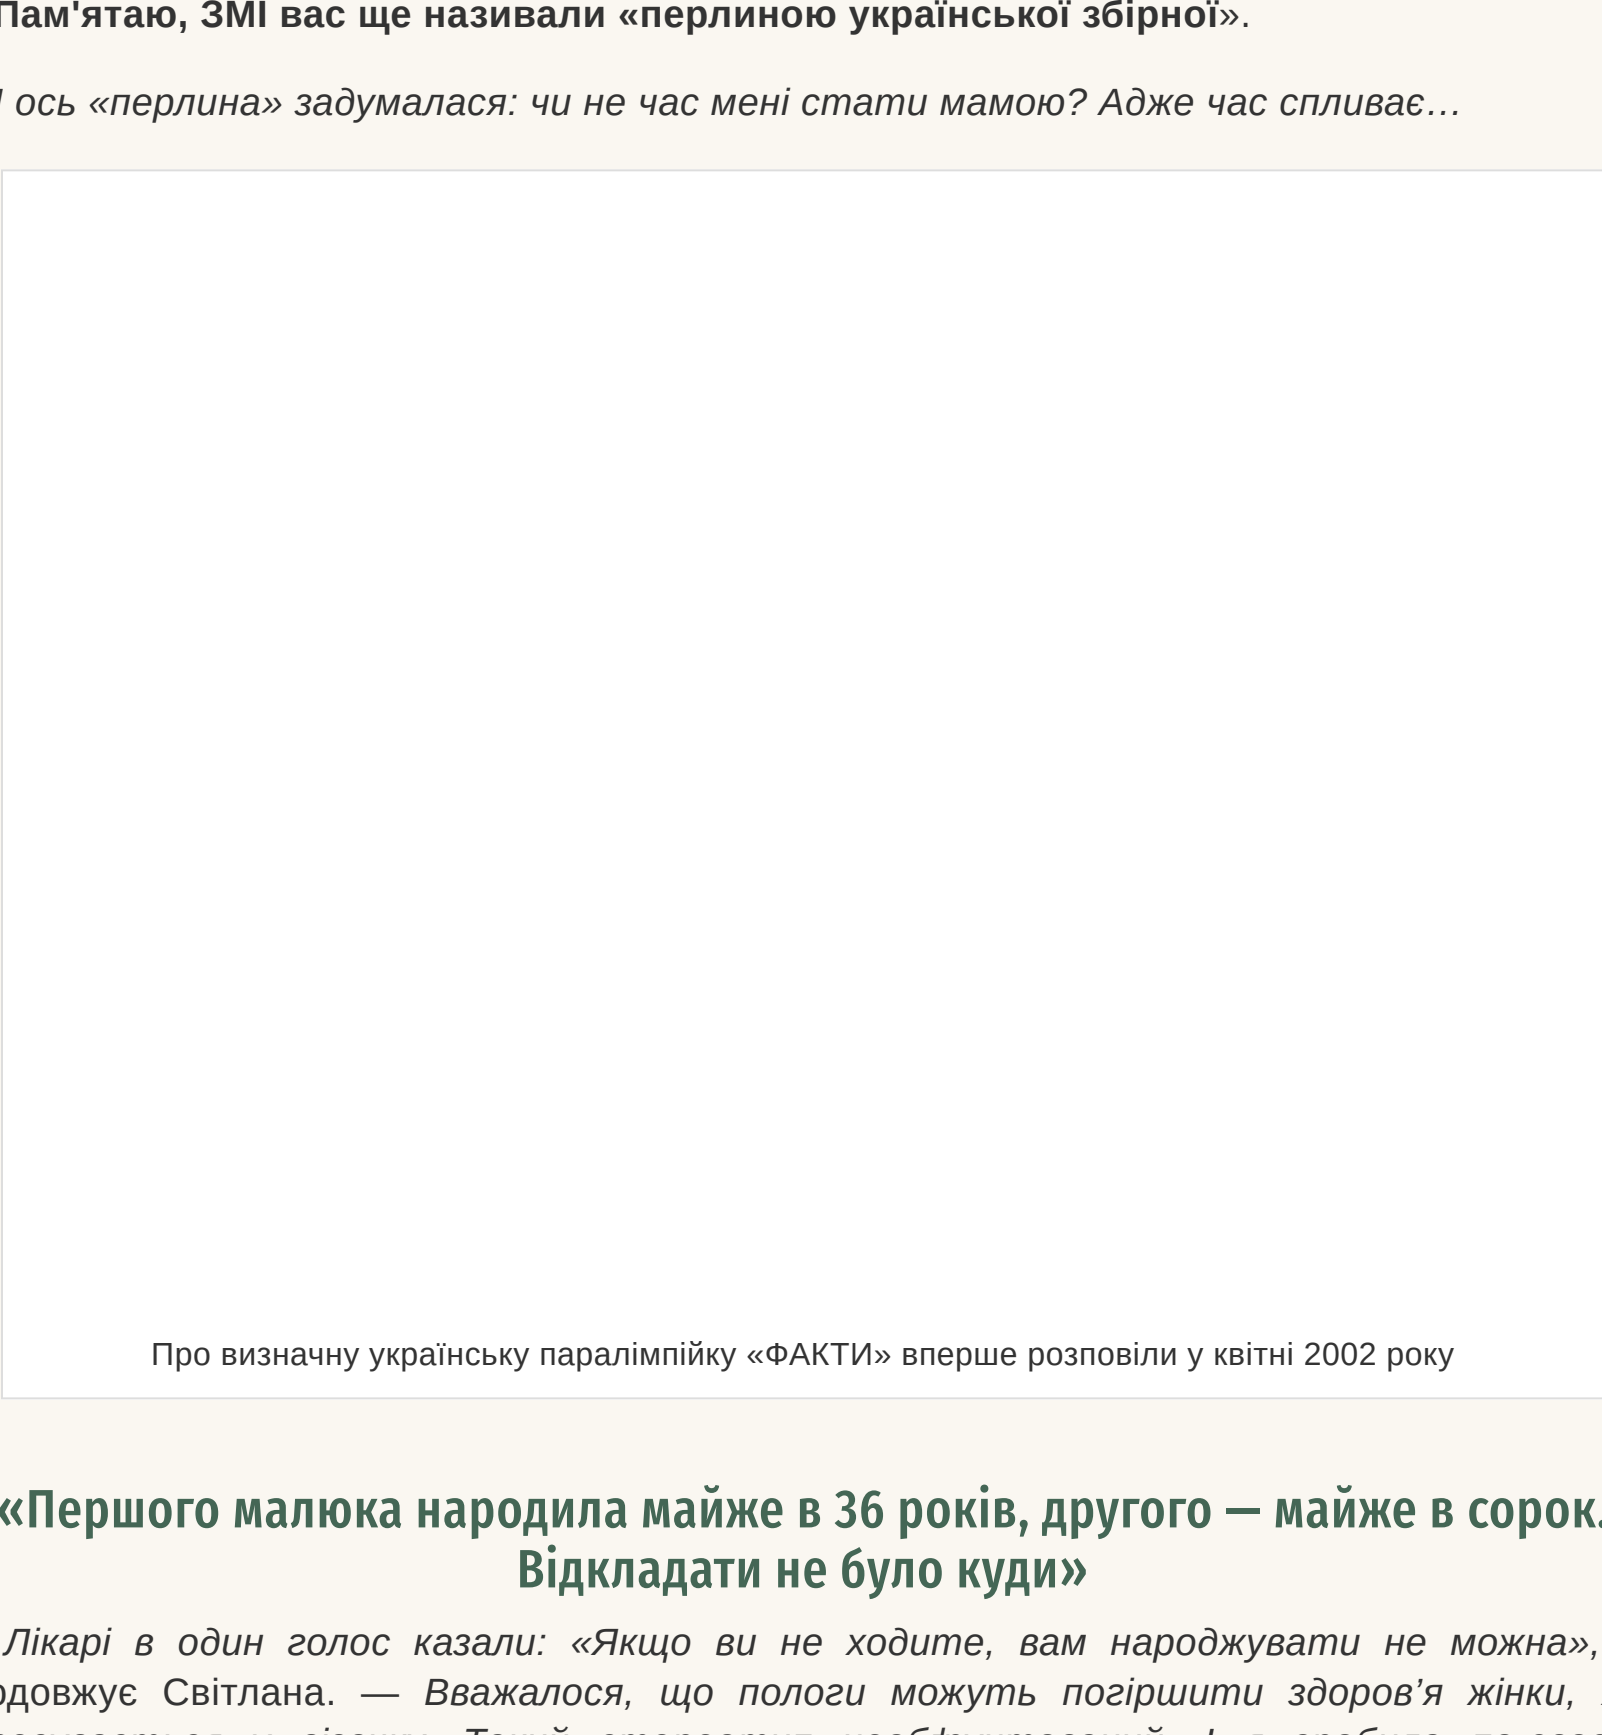 Пам'ятаю, ЗМІ вас ще називали «перлиною української збірної».
І ось «перлина» задумалася: чи не час мені стати мамою? Адже час спливає…
Про визначну українську паралімпійку «ФАКТИ» вперше розповіли у квітні 2002 року
«Першого малюка народила майже в 36 років, другого — майже в сорок.
Відкладати не було куди»
Лікарі в один голос казали: «Якщо ви не ходите, вам народжувати не можна»,
одовжує Світлана. — Вважалося, що пологи можуть погіршити здоров’я жінки,